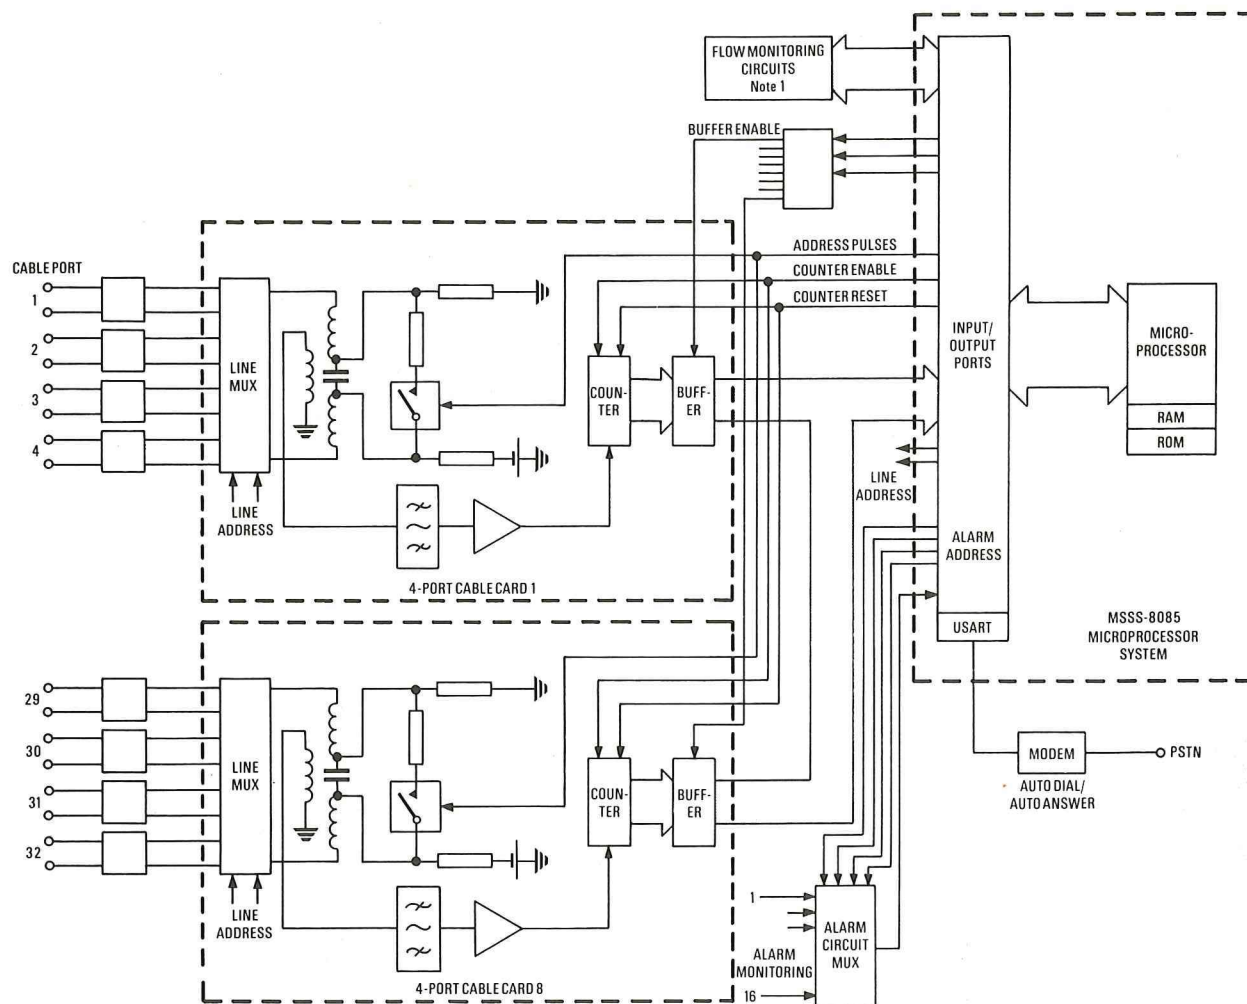 FLOW MONITORING
CIRCUITS
Note 1
BUFFER ENABLE
ADDRESS PULSES
COUNTER ENABLE
COUNTER RESET
CABLE PORT
1
2
3
4
LINE
MUX
LINE
ADDRESS
COUN-
TER
BUFF-
ER
4-PORT CABLE CARD 1
INPUT/
OUTPUT
PORTS
MICRO-
PROCESSOR
RAM
ROM
LINE
ADDRESS
ALARM
ADDRESS
USART
MSSS-8085
MICROPROCESSOR
SYSTEM
29
30
31
32
LINE
MUX
LINE
ADDRESS
COUN-
TER
BUFF-
ER
4-PORT CABLE CARD 8
MODEM
PSTN
AUTO DIAL/
AUTO ANSWER
1
ALARM
MONITORING
16
ALARM
CIRCUIT
MUX